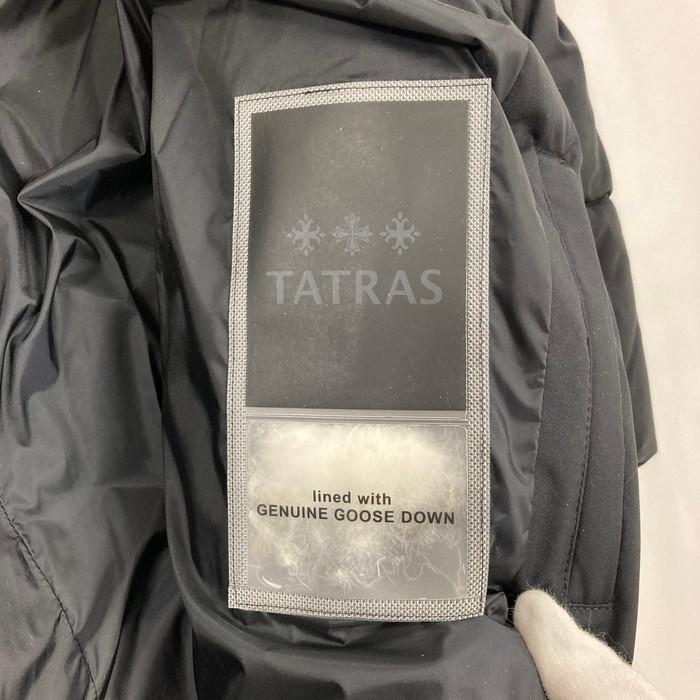 TATRAS
lined with
GENUINE GOOSE DOWN